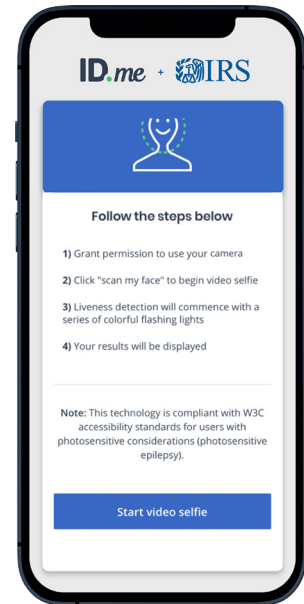 ID.me + IRS
Follow the steps below
1) Grant permission to use your camera
2) Click "scan my face" to begin video selfie
3) Liveness detection will commence with a
series of colorful flashing lights
4) Your results will be displayed
Note: This technology is compliant with W3C
accessibility standards for users with
photosensitive considerations (photosensitive
epilepsy).
Start video selfie